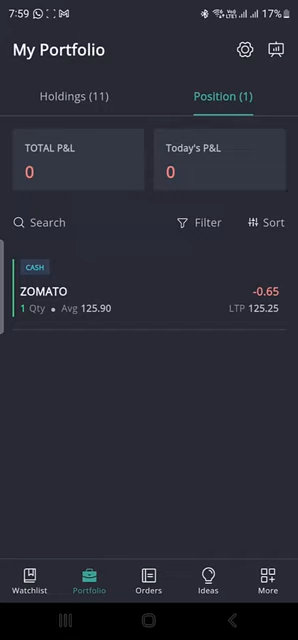 7:59 17%
My Portfolio
Holdings (11) Position (1)
TOTAL P&L Today's P&L
0 0
Search Filter Sort
CASH
ZOMATO -0.65
1 Qty • Avg 125.90 LTP 125.25
Watchlist Portfolio Orders Ideas More